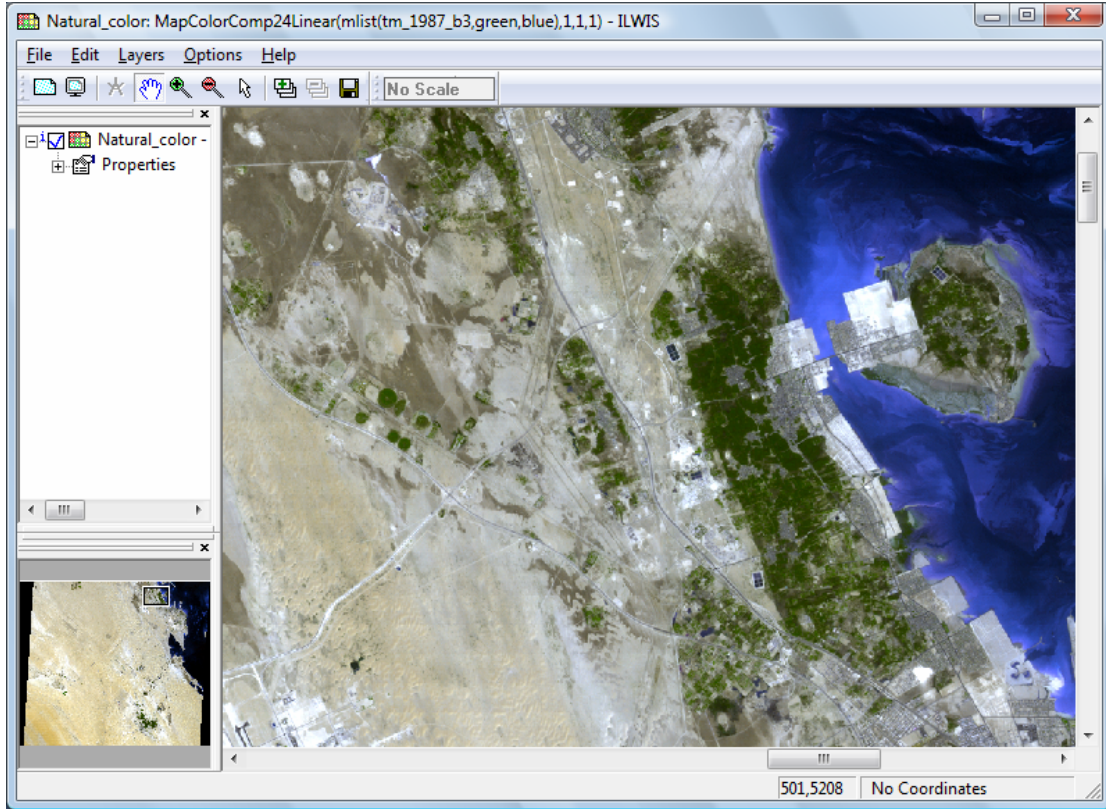 Natural_color: MapColorComp24Linear(mlist(tm_1987_b3,green,blue),1,1,1) - ILWIS
File Edit Layers Options Help
No Scale
Natural_color -
Properties
501,5208 No Coordinates